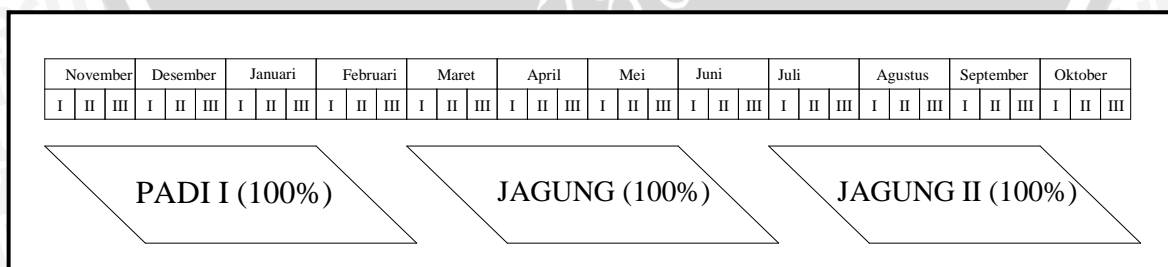 November Desember Januari Februari Maret April Mei Juni Juli Agustus September Oktober
I II III I II III I II III I II III I II III I II III I II III I II III I II III I II III I II III I II III
PADI I (100%) JAGUNG (100%) JAGUNG II (100%)